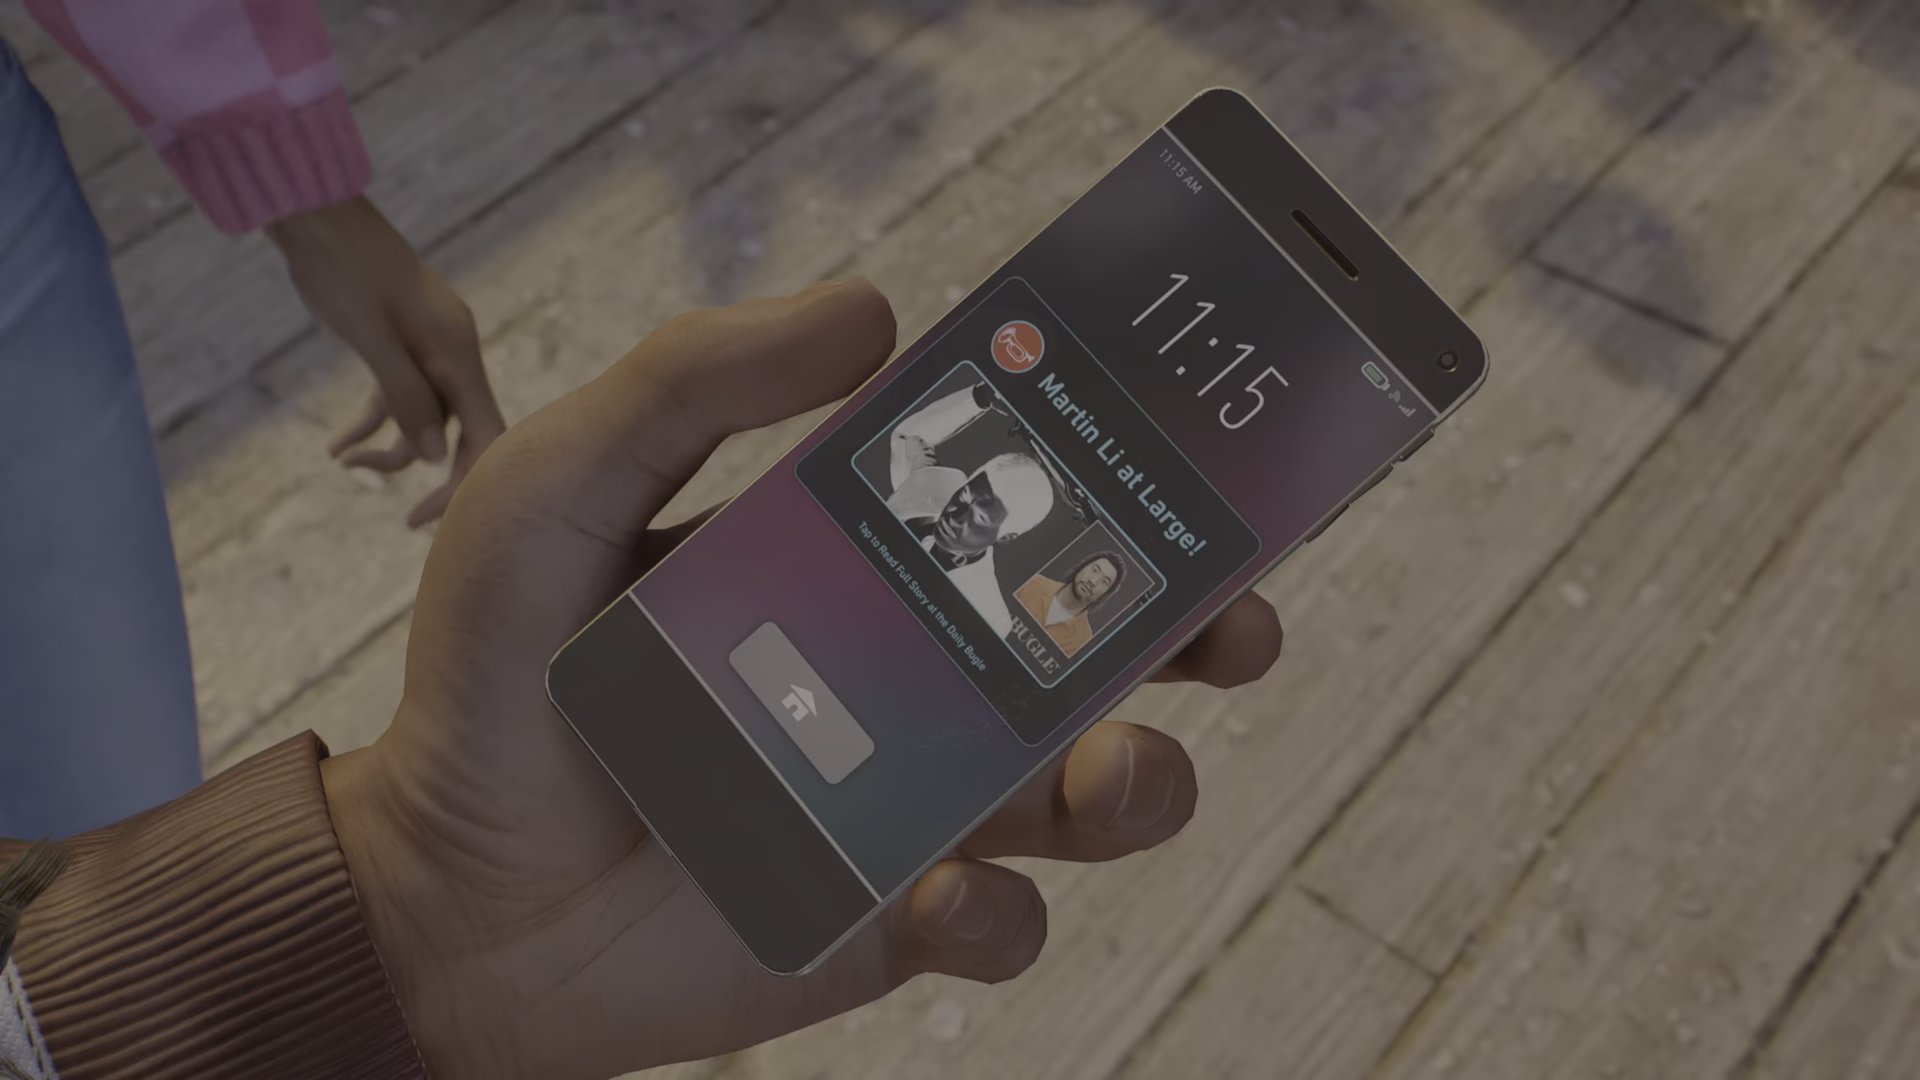 11:15 AM
11:15
Martin Li at Large!
BUGLE
Tap to Read Full Story at the Daily Bugle